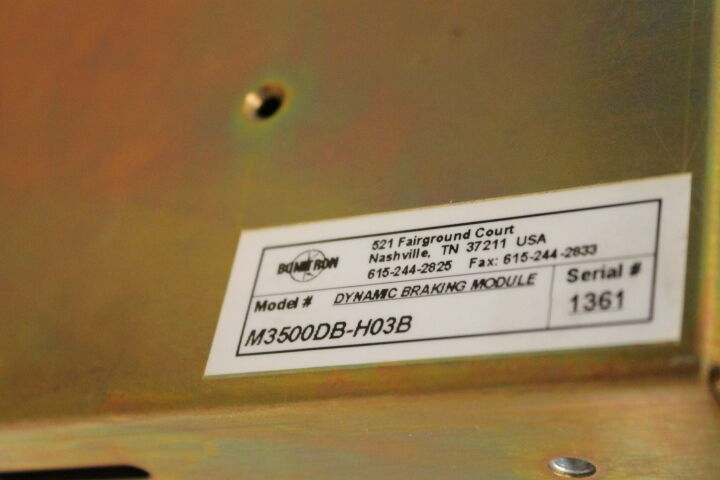 BONITRON
521 Fairground Court
Nashville, TN 37211 USA
615-244-2825 Fax: 615-244-2833
Model # DYNAMIC BRAKING MODULE
M3500DB-H03B
Serial #
1361